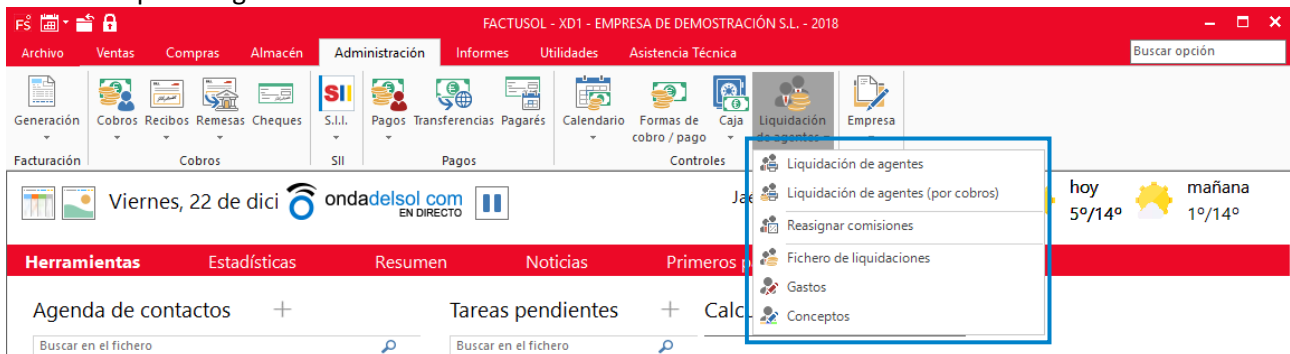 FS
FACTUSOL - XD1 - EMPRESA DE DEMOSTRACIÓN S.L. - 2018
Archivo Ventas Compras Almacén Administración Informes Utilidades Asistencia Técnica Buscar opción
Generación Cobros Recibos Remesas Cheques S.I.I. Pagos Transferencias Pagarés Calendario Formas de cobro / pago Caja Liquidación de agentes Empresa
Facturación Cobros SII Pagos Controles
Liquidación de agentes
Liquidación de agentes (por cobros)
Reasignar comisiones
Fichero de liquidaciones
Gastos
Conceptos
Viernes, 22 de dici ondadelsol com EN DIRECTO Jae hoy 5º/14º mañana 1º/14º
Herramientas Estadísticas Resumen Noticias Primeros p
Agenda de contactos + Tareas pendientes + Calc
Buscar en el fichero Buscar en el fichero